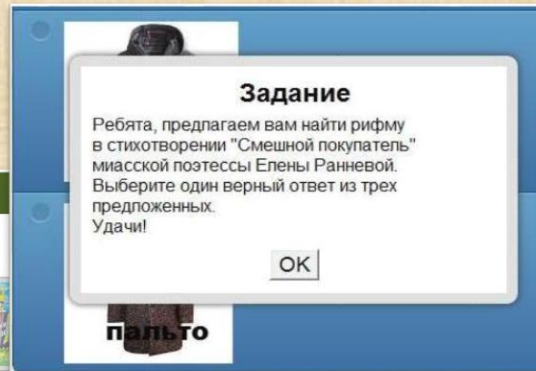 Задание
Ребята, предлагаем вам найти рифму
в стихотворении "Смешной покупатель"
миасской поэтессы Елены Ранневой.
Выберите один верный ответ из трех
предложенных.
Удачи!
OK
пальто